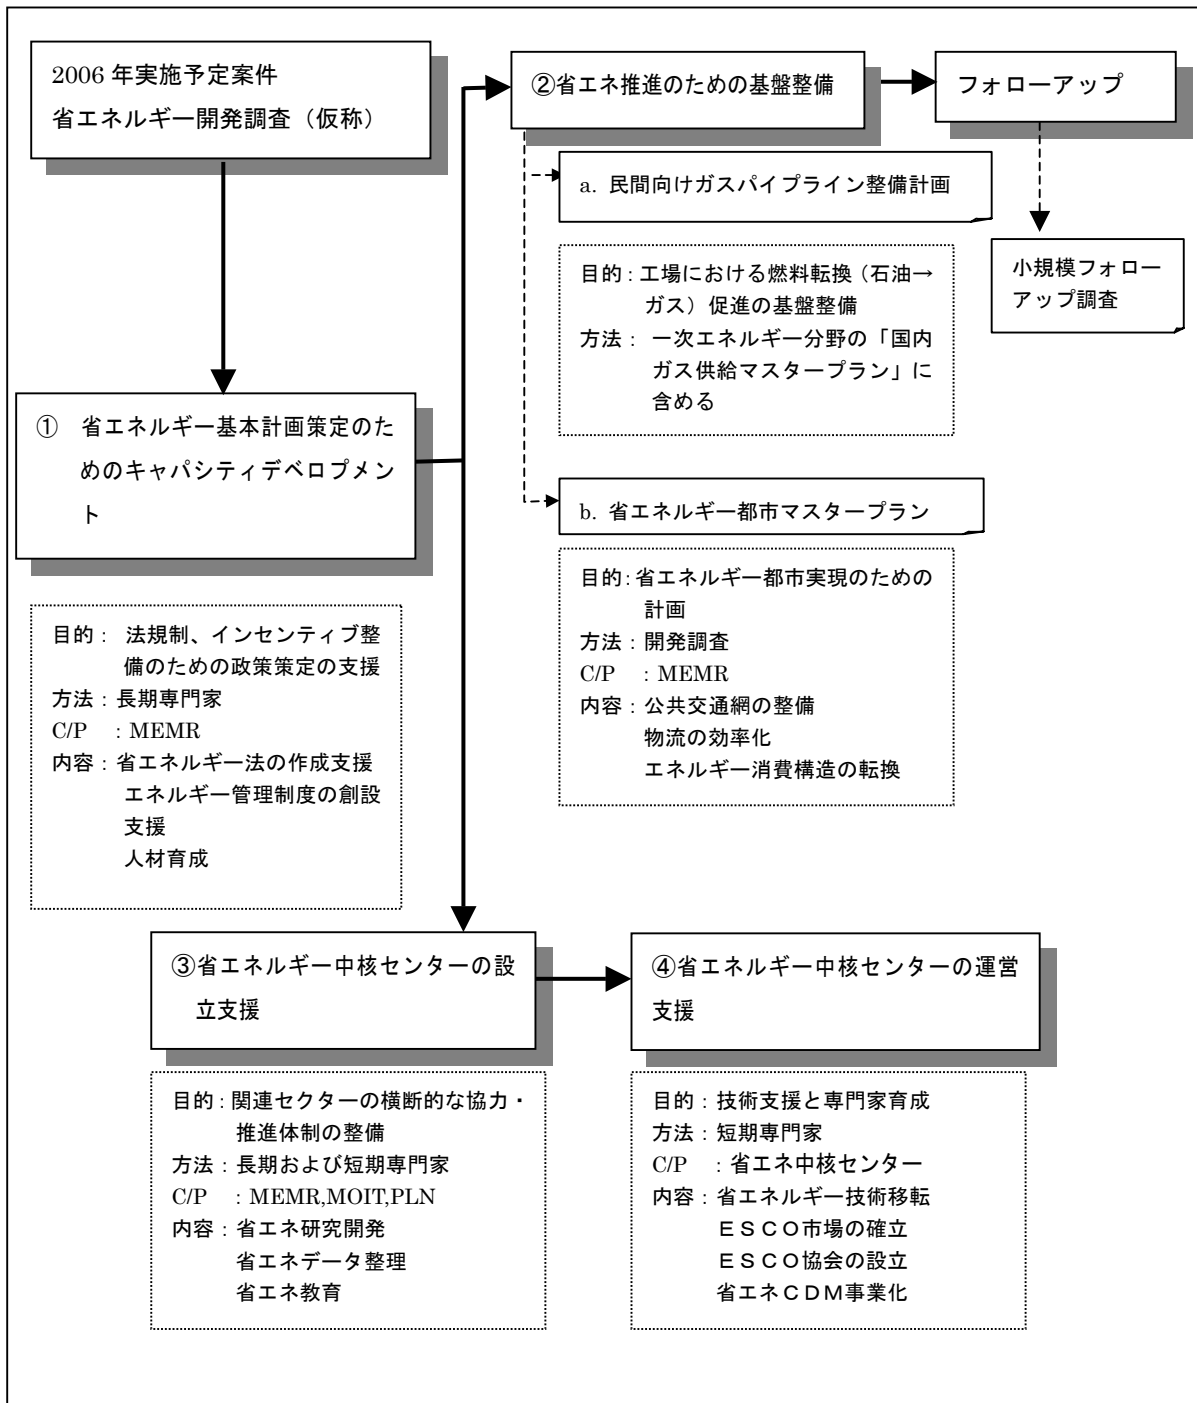 2006 年実施予定案件
省エネルギー開発調査（仮称）
②省エネ推進のための基盤整備
フォローアップ
a. 民間向けガスパイプライン整備計画
目的：工場における燃料転換（石油→
ガス）促進の基盤整備
方法： 一次エネルギー分野の「国内
ガス供給マスタープラン」に
含める
小規模フォロー
アップ調査
① 省エネルギー基本計画策定のた
めのキャパシティデベロプメン
ト
b. 省エネルギー都市マスタープラン
目的：省エネルギー都市実現のための
計画
方法：開発調査
C/P ：MEMR
内容：公共交通網の整備
物流の効率化
エネルギー消費構造の転換
目的： 法規制、インセンティブ整
備のための政策策定の支援
方法：長期専門家
C/P ：MEMR
内容：省エネルギー法の作成支援
エネルギー管理制度の創設
支援
人材育成
③省エネルギー中核センターの設
立支援
④省エネルギー中核センターの運営
支援
目的：関連セクターの横断的な協力・
推進体制の整備
方法：長期および短期専門家
C/P ：MEMR,MOIT,PLN
内容：省エネ研究開発
省エネデータ整理
省エネ教育
目的：技術支援と専門家育成
方法：短期専門家
C/P ：省エネ中核センター
内容：省エネルギー技術移転
ＥＳＣＯ市場の確立
ＥＳＣＯ協会の設立
省エネＣＤＭ事業化